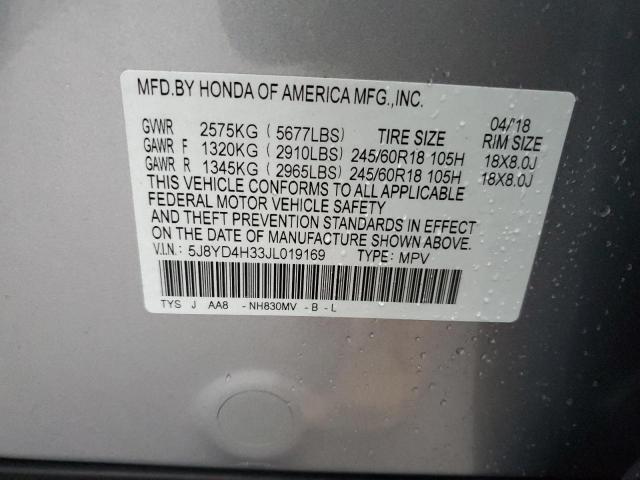 MFD.BY HONDA OF AMERICA MFG.,INC. 04/'18
GVWR 2575KG (5677LBS) TIRE SIZE RIM SIZE
GAWR F 1320KG (2910LBS) 245/60R18 105H 18X8.0J
GAWR R 1345KG (2965LBS) 245/60R18 105H 18X8.0J
THIS VEHICLE CONFORMS TO ALL APPLICABLE
FEDERAL MOTOR VEHICLE SAFETY
AND THEFT PREVENTION STANDARDS IN EFFECT
ON THE DATE OF MANUFACTURE SHOWN ABOVE.
V.I.N.: 5J8YD4H33JL019169 TYPE: MPV
TYS J AA8 -NH830MV -B -L